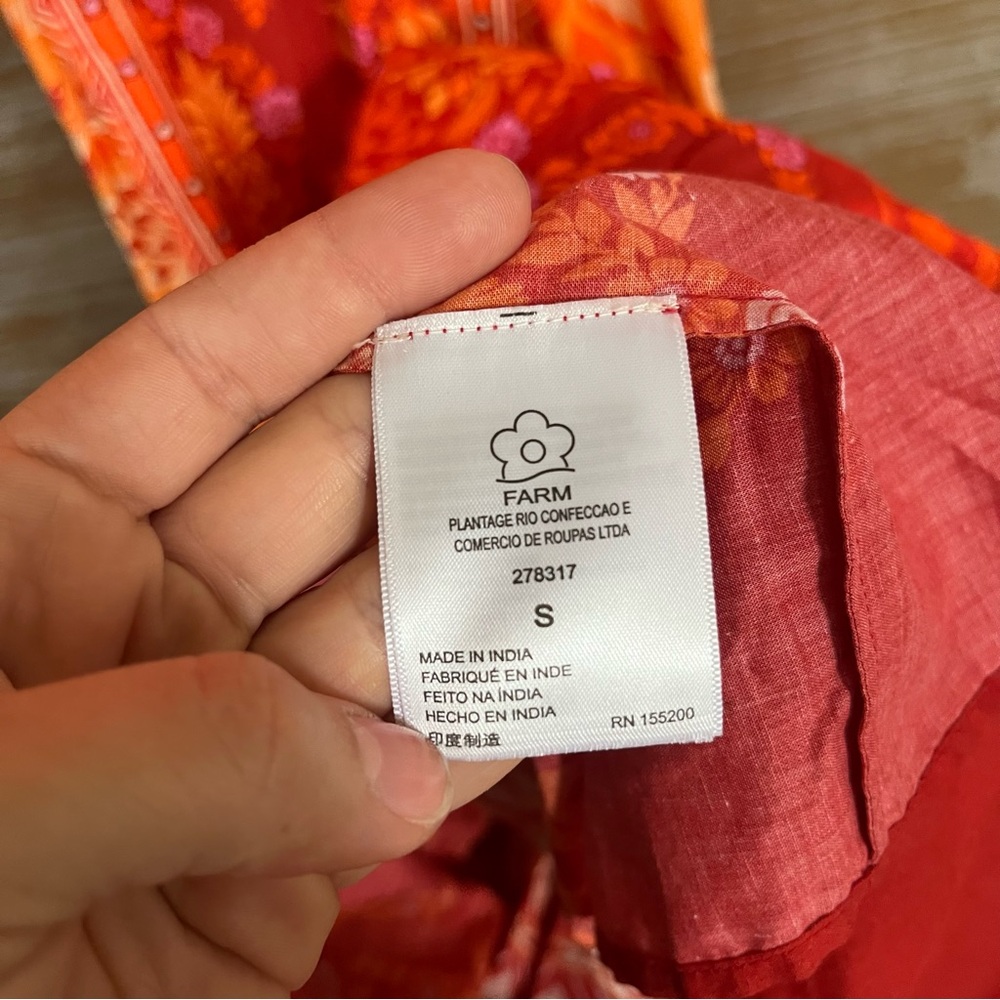 FARM
PLANTAGE RIO CONFECCAO E
COMERCIO DE ROUPAS LTDA
278317
S
MADE IN INDIA
FABRIQUÉ EN INDE
FEITO NA ÍNDIA
HECHO EN INDIA
印度制造
RN 155200